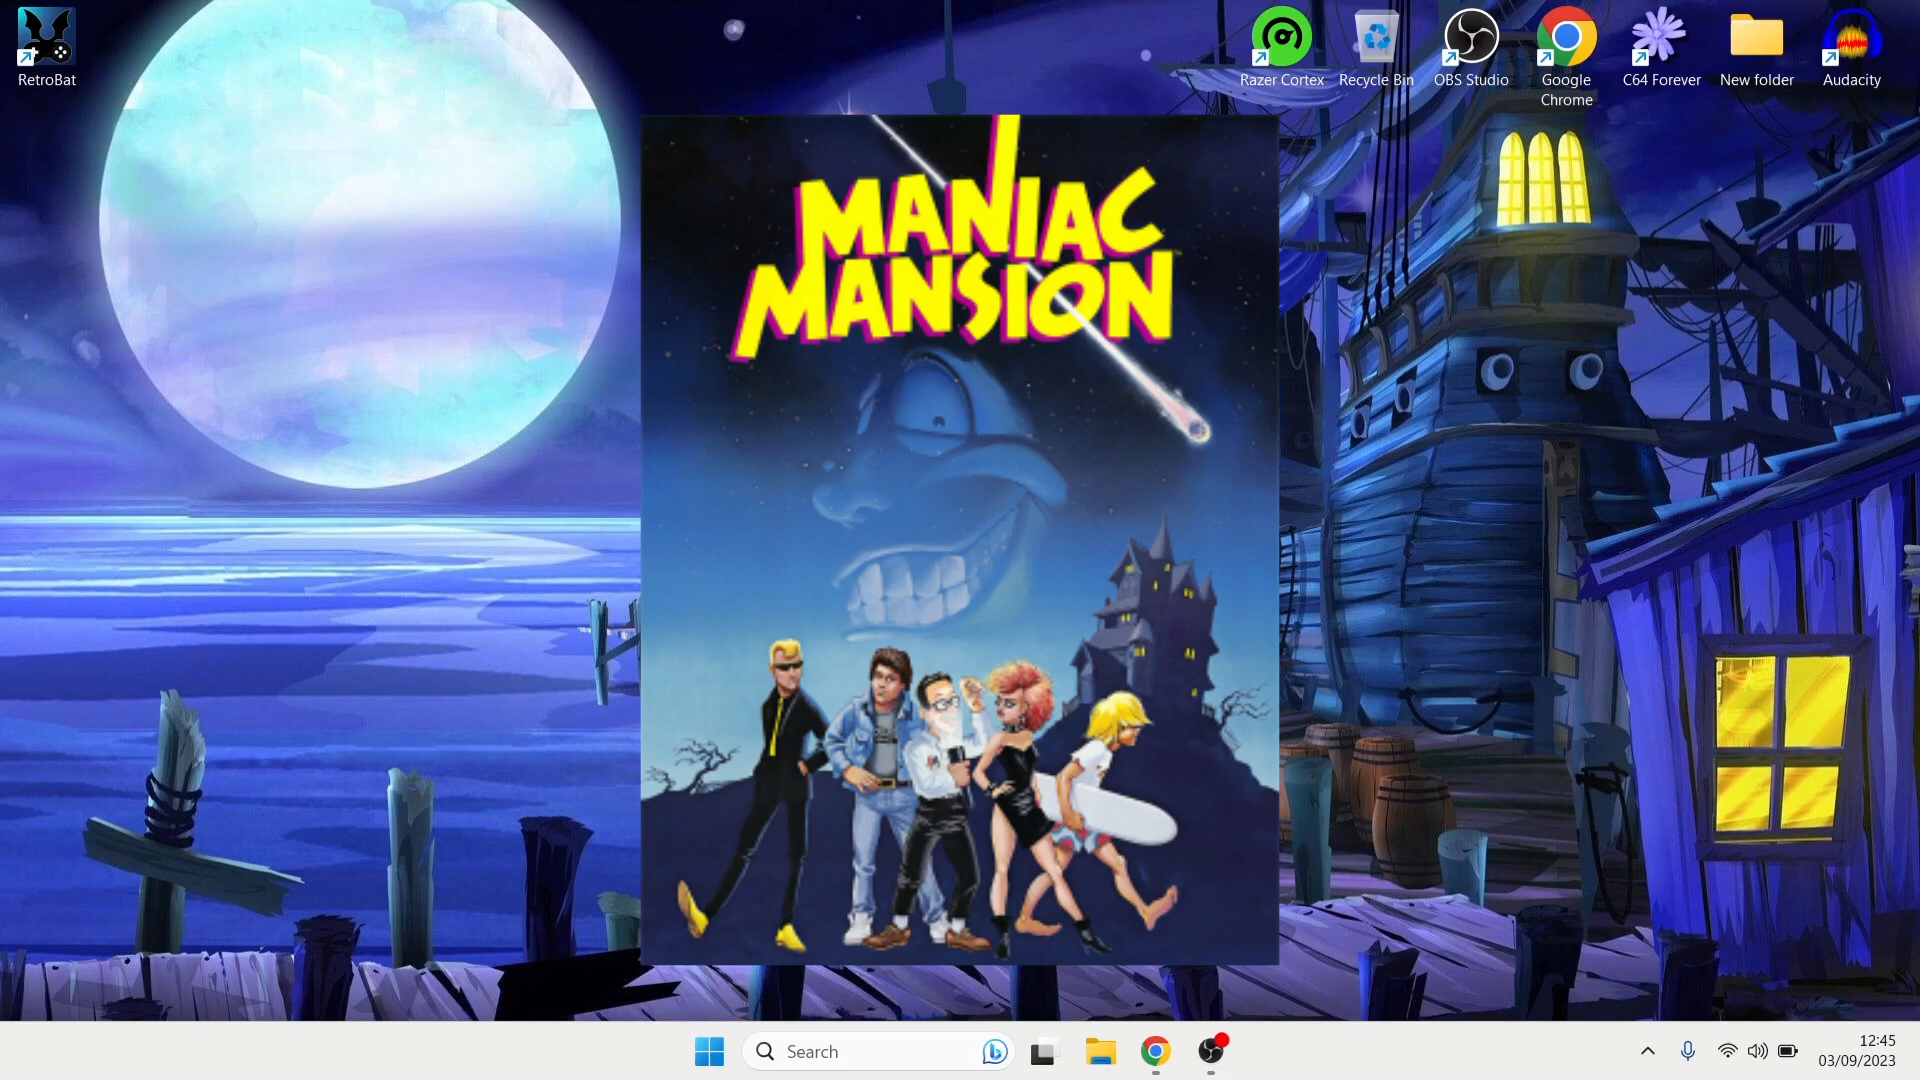 RetroBat
Razer Cortex
Recycle Bin
OBS Studio
Google
Chrome
C64 Forever
New folder
Audacity
MANIAC
MANSION
Search
12:45
03/09/2023